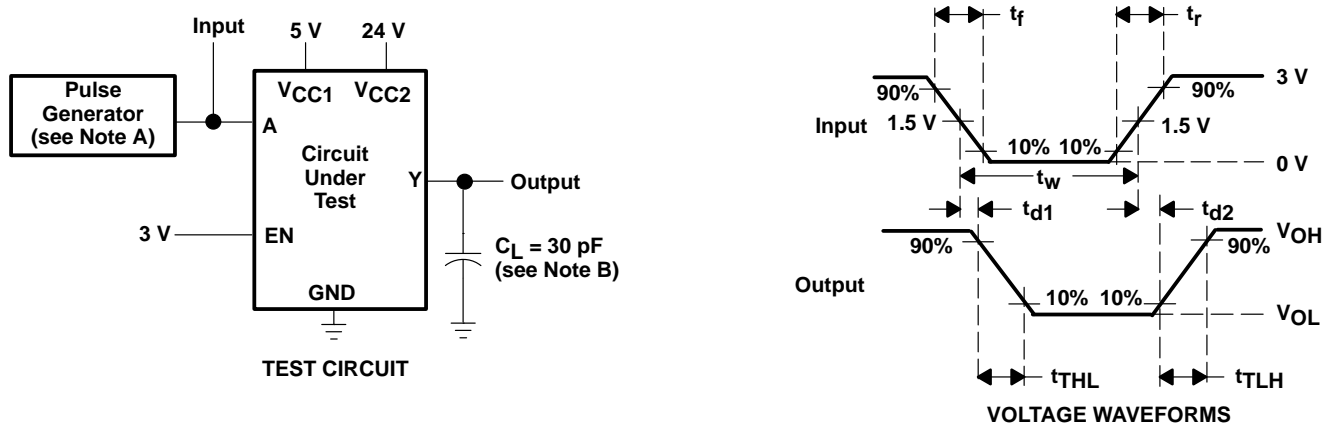 Input
5 V
24 V
Pulse
Generator
(see Note A)
VCC1
VCC2
A
Circuit
Under
Test
Y
Output
3 V
EN
CL = 30 pF
(see Note B)
GND
TEST CIRCUIT
tf
tr
3 V
90%
90%
Input
1.5 V
1.5 V
10%
10%
0 V
tw
td1
td2
VOH
90%
90%
Output
10%
10%
VOL
tTHL
tTLH
VOLTAGE WAVEFORMS